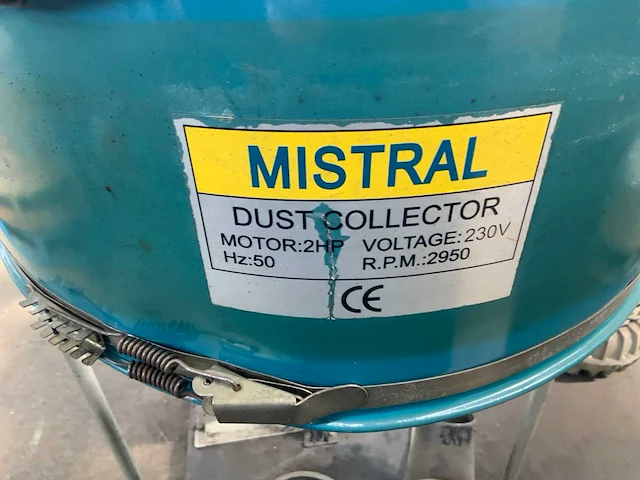 MISTRAL
DUST COLLECTOR
MOTOR:2HP VOLTAGE: 230V
Hz:50 R.P.M.:2950
CE